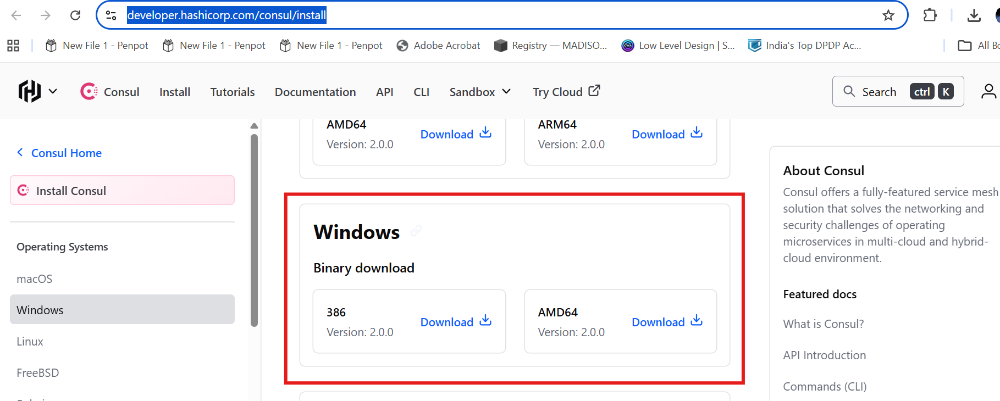 developer.hashicorp.com/consul/install
New File 1 - Penpot
New File 1 - Penpot
New File 1 - Penpot
Adobe Acrobat
Registry — MADISO...
Low Level Design | S...
India's Top DPDP Ac...
All Bo
Consul
Install
Tutorials
Documentation
API
CLI
Sandbox
Try Cloud
Search
ctrl
K
Consul Home
Install Consul
Operating Systems
macOS
Windows
Linux
FreeBSD
AMD64
Version: 2.0.0
Download
ARM64
Version: 2.0.0
Download
Windows
Binary download
386
Version: 2.0.0
Download
AMD64
Version: 2.0.0
Download
About Consul
Consul offers a fully-featured service mesh
solution that solves the networking and
security challenges of operating
microservices in multi-cloud and hybrid-
cloud environment.
Featured docs
What is Consul?
API Introduction
Commands (CLI)